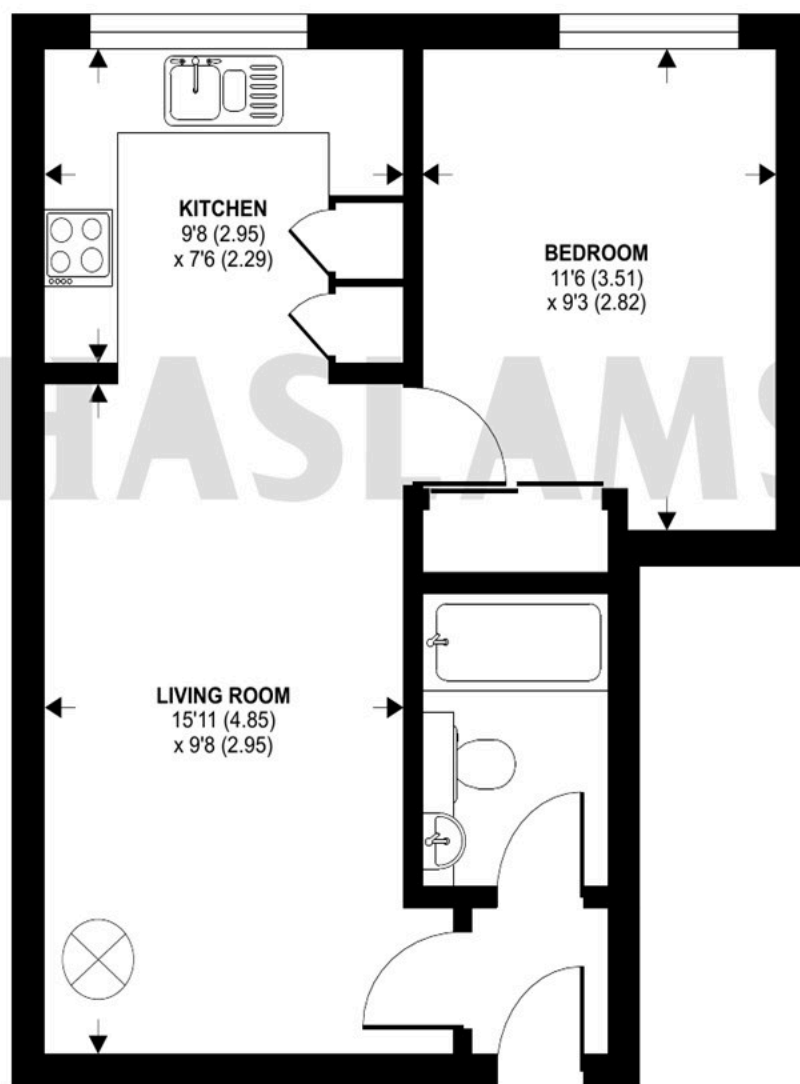 KITCHEN
9'8 (2.95)
x 7'6 (2.29)
BEDROOM
11'6 (3.51)
x 9'3 (2.82)
HASLAMS
LIVING ROOM
15'11 (4.85)
x 9'8 (2.95)